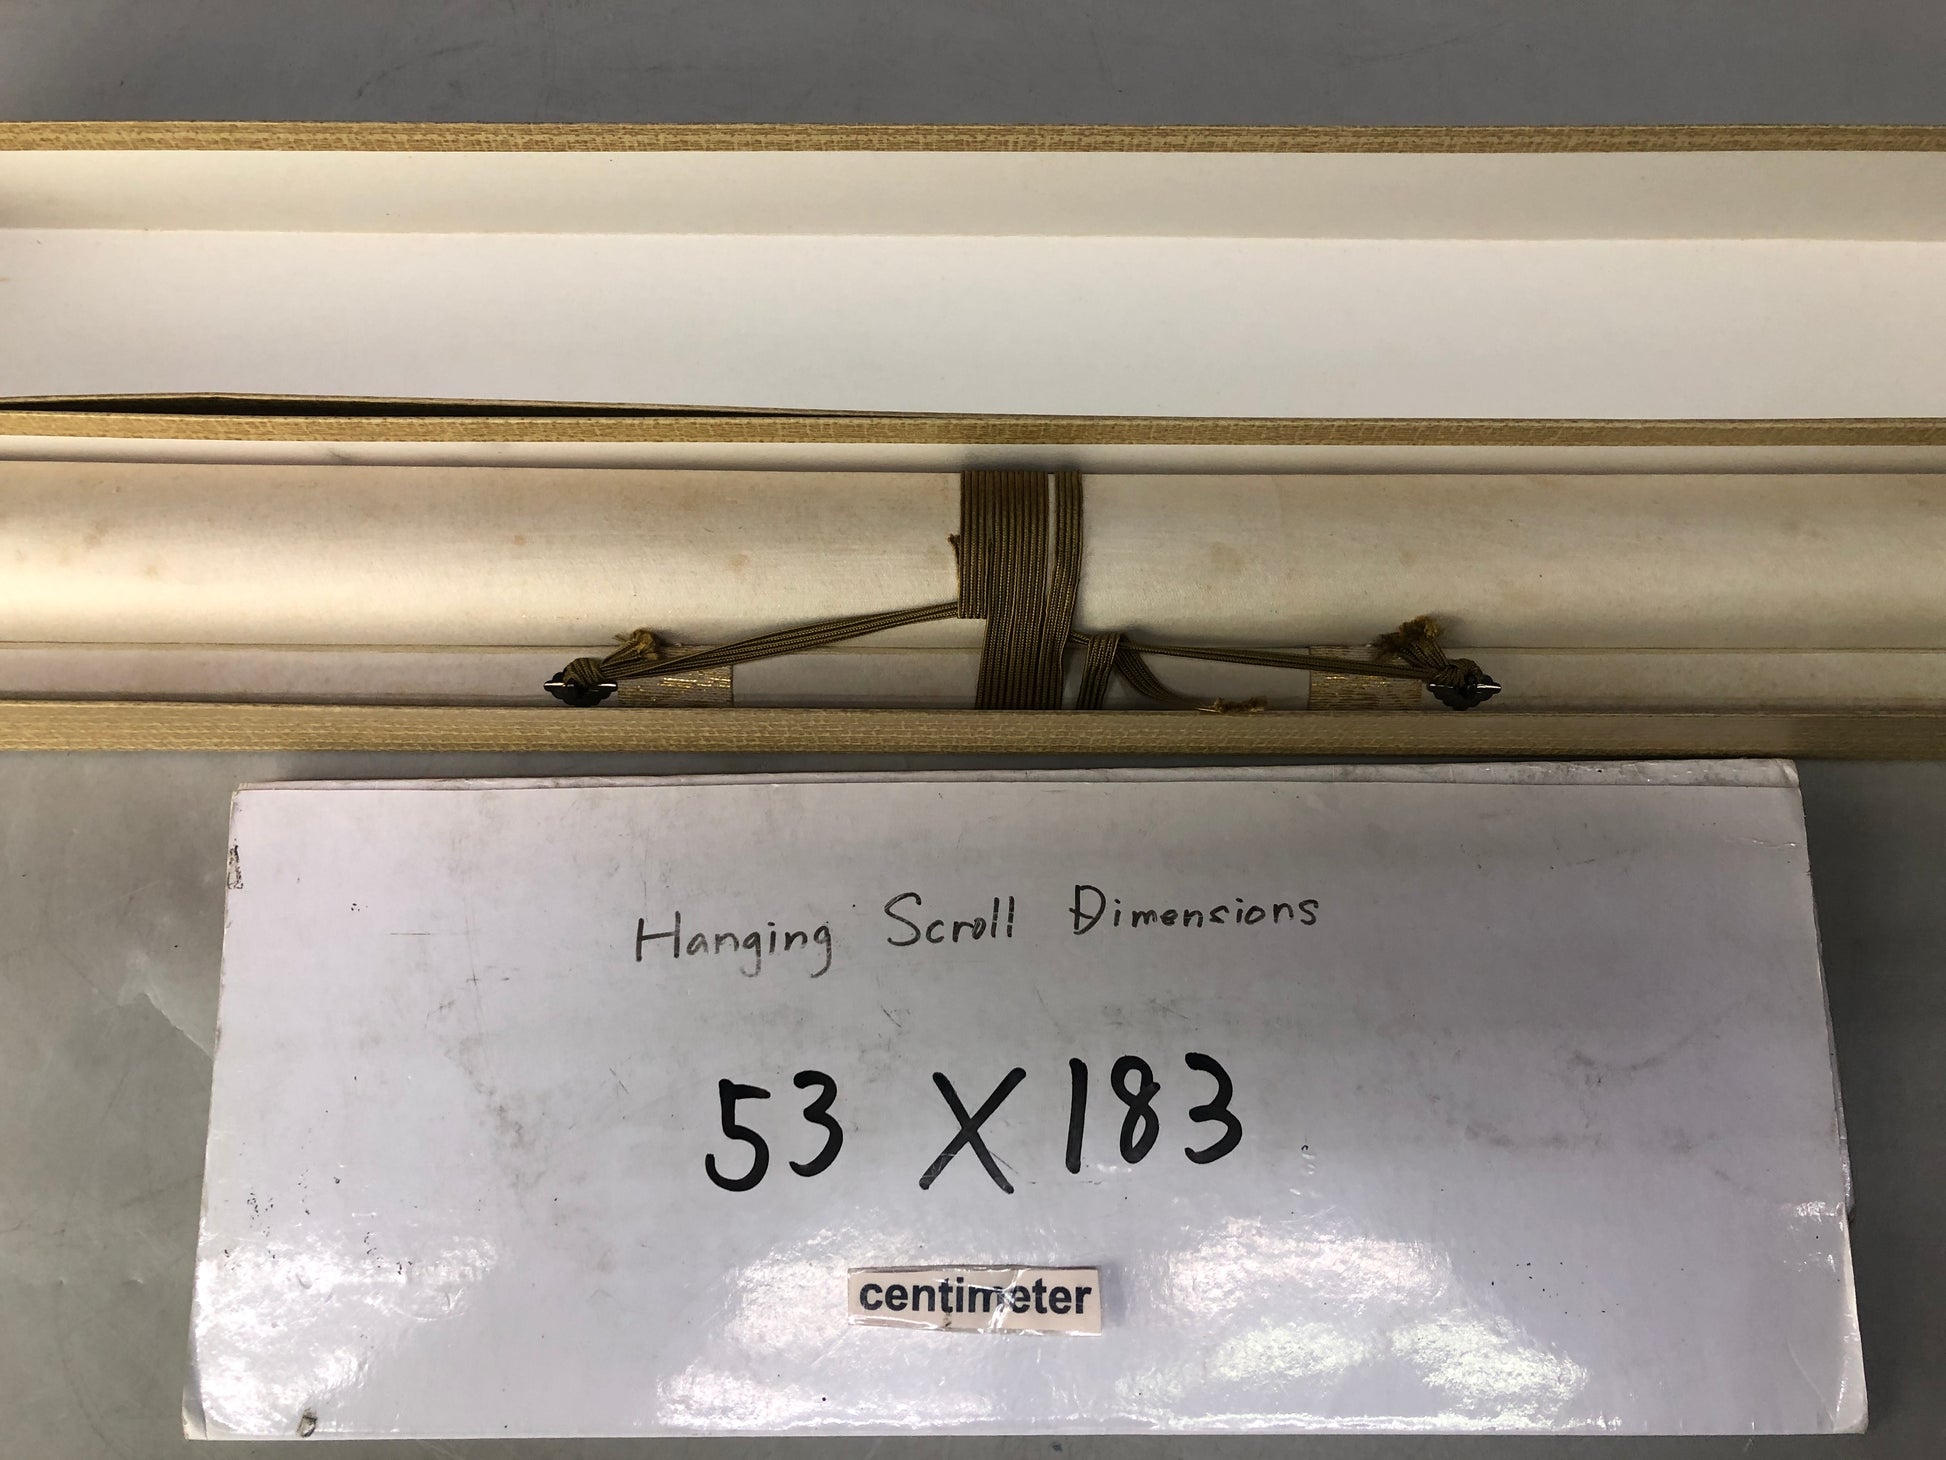 Hanging Scroll Dimensions
53 X 183
centimeter